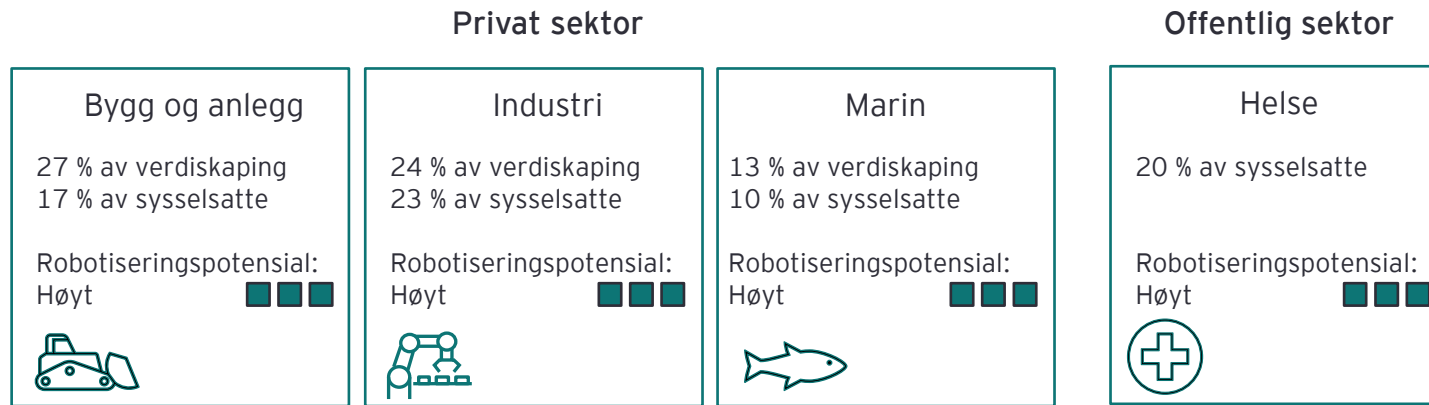 Privat sektor
Offentlig sektor
Bygg og anlegg
27 % av verdiskaping
17 % av sysselsatte
Robotiseringspotensial:
Høyt
Industri
24 % av verdiskaping
23 % av sysselsatte
Robotiseringspotensial:
Høyt
Marin
13 % av verdiskaping
10 % av sysselsatte
Robotiseringspotensial:
Høyt
Helse
20 % av sysselsatte
Robotiseringspotensial:
Høyt